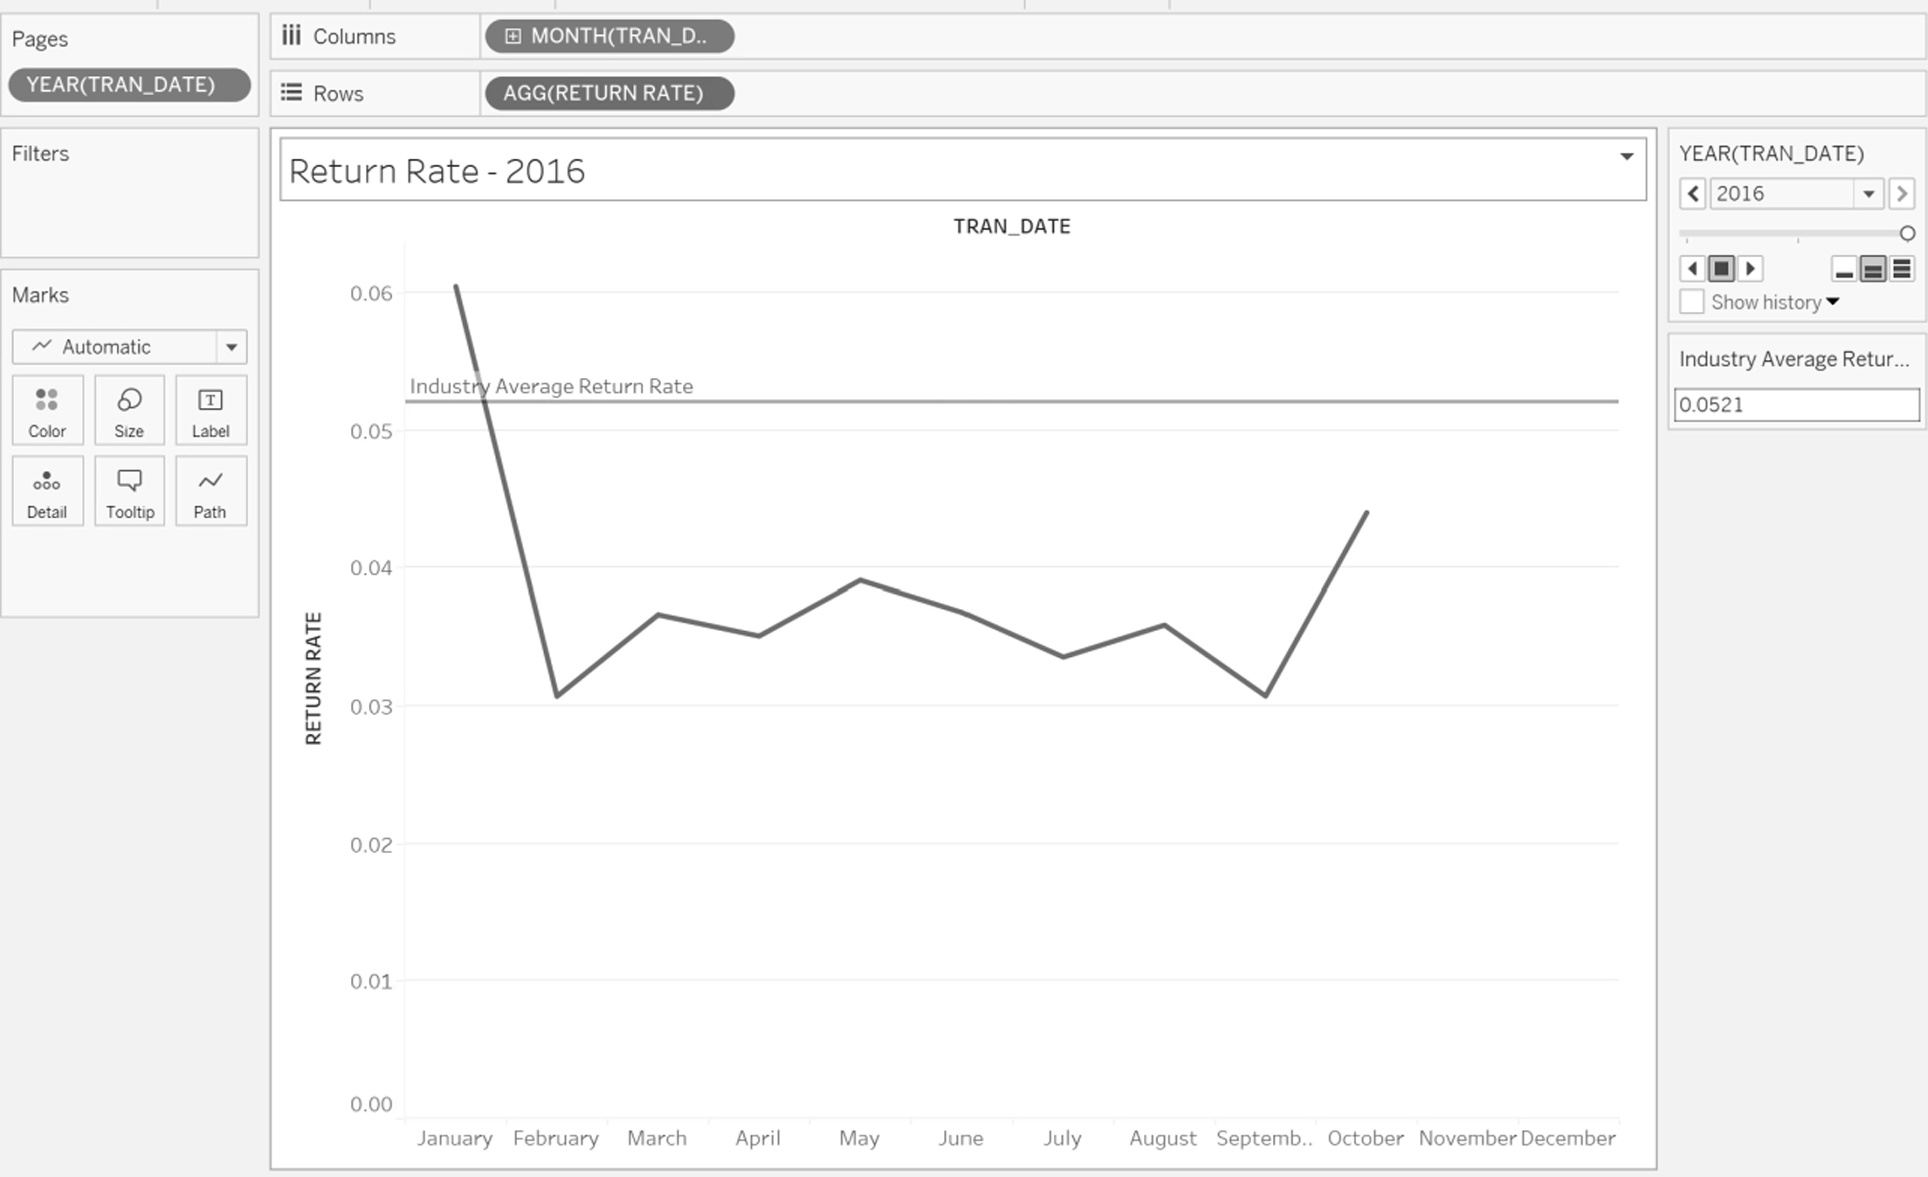 Pages
YEAR(TRAN_DATE)
Columns
MONTH(TRAN_D..
Rows
AGG(RETURN RATE)
Filters
Marks
Automatic
Color
Size
Label
Detail
Tooltip
Path
Return Rate - 2016
TRAN_DATE
RETURN RATE
0.06
Industry Average Return Rate
0.05
0.04
0.03
0.02
0.01
0.00
January February March April May June July August Septemb.. October November December
YEAR(TRAN_DATE)
2016
Show history
Industry Average Retur...
0.0521